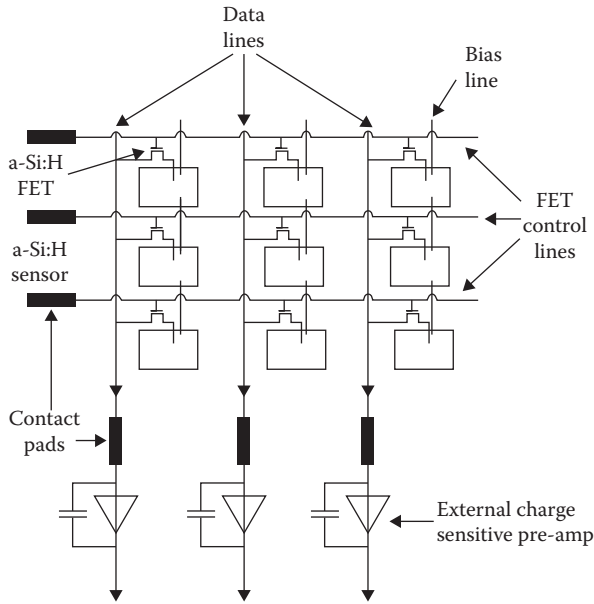 Data
lines
Bias
line
a-Si:H
FET
FET
control
lines
a-Si:H
sensor
Contact
pads
External charge
sensitive pre-amp